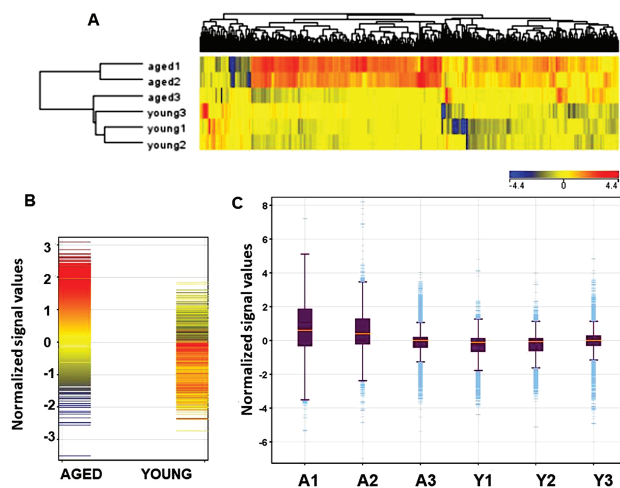 A
aged1
aged2
aged3
young3
young1
young2
-4.4 0 4.4
B
Normalized signal values
3
2
1
0
-1
-2
-3
AGED YOUNG
C
Normalized signal values
8
6
4
2
0
-2
-4
-6
A1 A2 A3 Y1 Y2 Y3